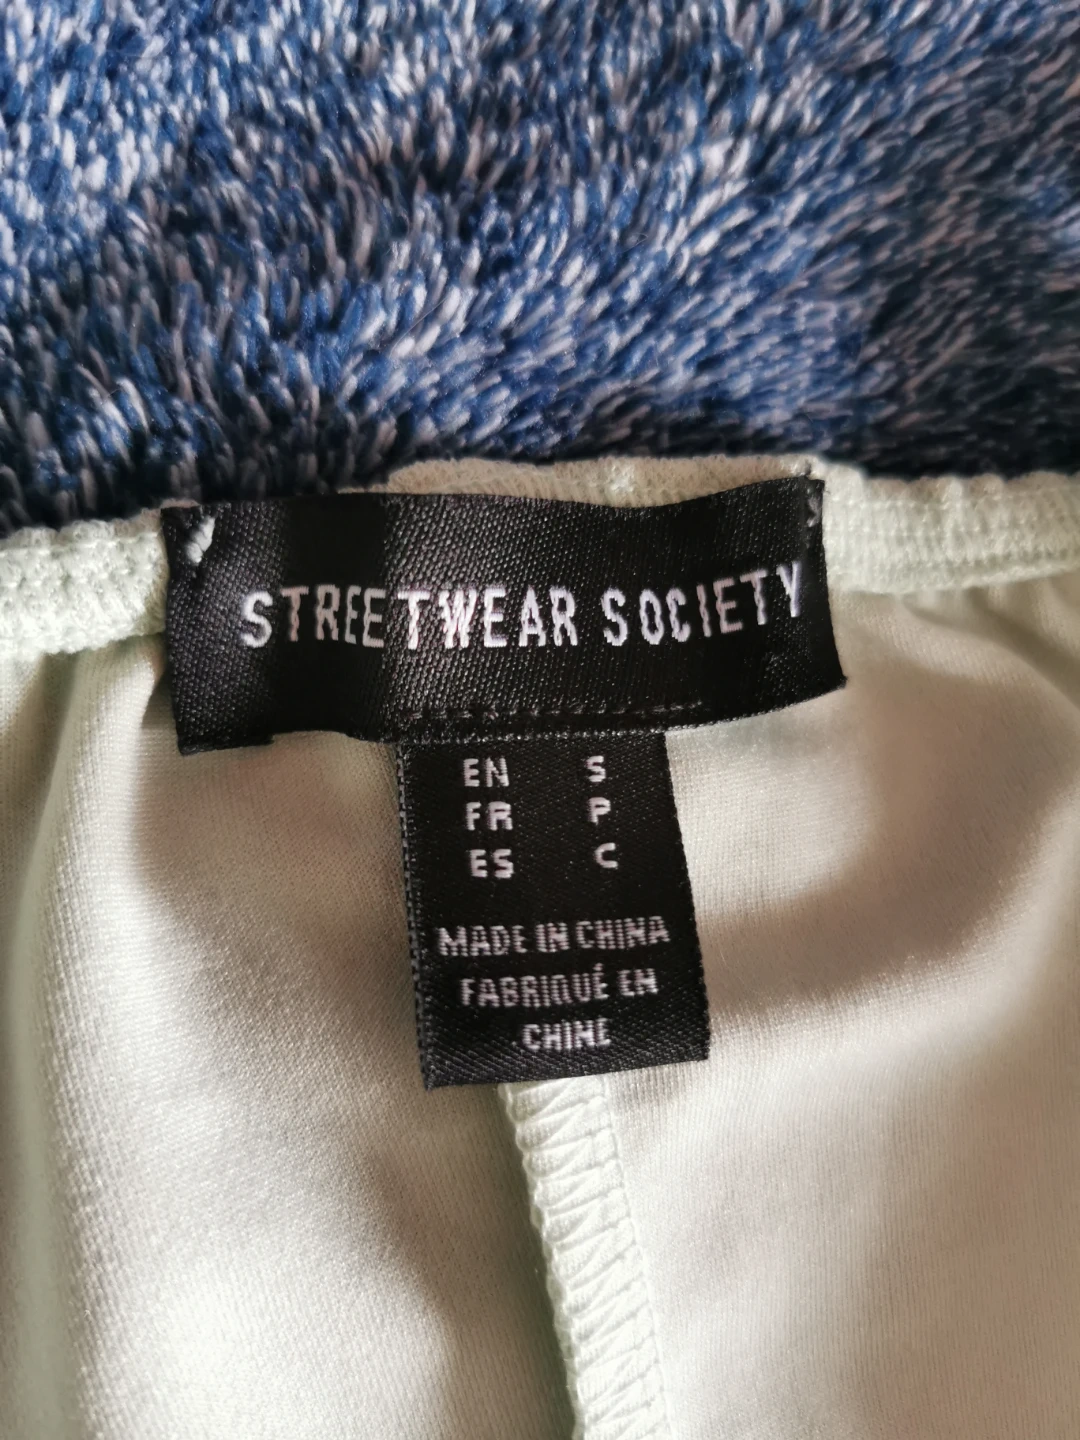 STREETWEAR SOCIETY
EN S
FR P
ES C
MADE IN CHINA
FABRIQUÉ EN
CHINE